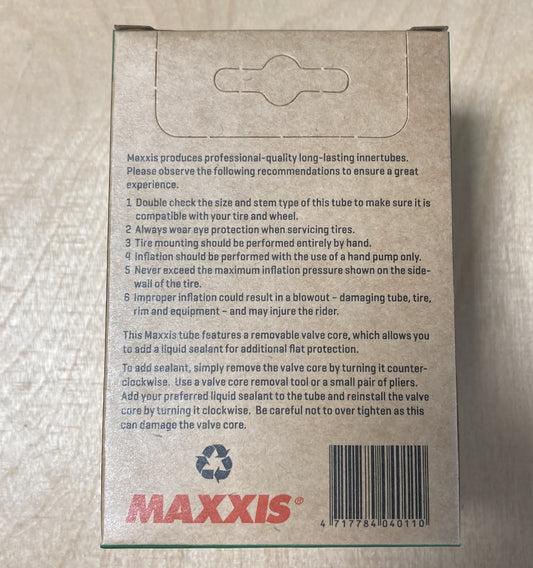 Maxxis produces professional-quality long-lasting innertubes.
Please observe the following recommendations to ensure a great
experience.
1 Double check the size and stem type of this tube to make sure it is
compatible with your tire and wheel.
2 Always wear eye protection when servicing tires.
3 Tire mounting should be performed entirely by hand.
4 Inflation should be performed with the use of a hand pump only.
5 Never exceed the maximum inflation pressure shown on the side-
wall of the tire.
6 Improper inflation could result in a blowout – damaging tube, tire,
rim and equipment – and may injure the rider.
This Maxxis tube features a removable valve core, which allows you
to add a liquid sealant for additional flat protection.
To add sealant, simply remove the valve core by turning it counter-
clockwise. Use a valve core removal tool or a small pair of pliers.
Add your preferred liquid sealant to the tube and reinstall the valve
core by turning it clockwise. Be careful not to over tighten as this
can damage the valve core.
MAXXIS®
4 717784 040110